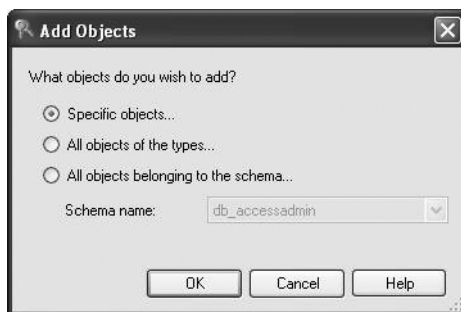 Add Objects
What objects do you wish to add?
Specific objects...
All objects of the types...
All objects belonging to the schema...
Schema name: db_accessadmin
OK Cancel Help